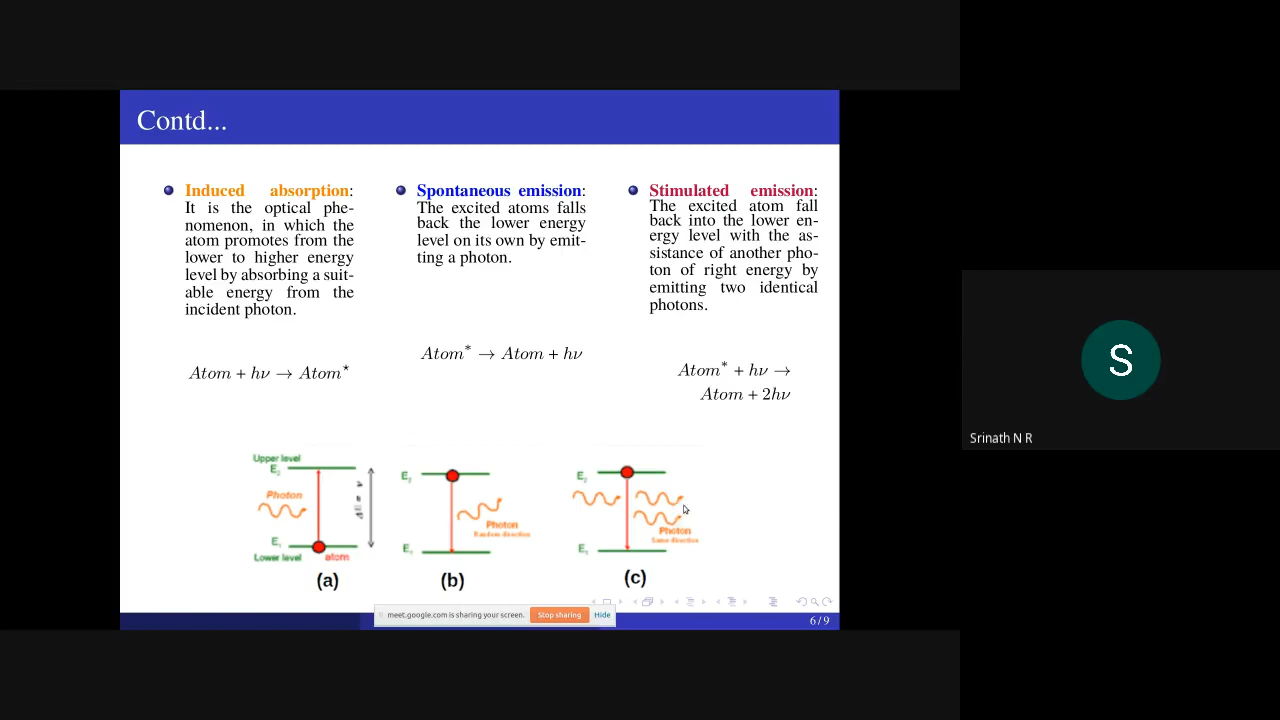 Contd...
Induced absorption:
It is the optical phe-
nomenon, in which the
atom promotes from the
lower to higher energy
level by absorbing a suit-
able energy from the
incident photon.
Atom + hν → Atom⋆
Spontaneous emission:
The excited atoms falls
back the lower energy
level on its own by emit-
ting a photon.
Atom* → Atom + hν
Stimulated emission:
The excited atom fall
back into the lower en-
ergy level with the as-
sistance of another pho-
ton of right energy by
emitting two identical
photons.
Atom* + hν →
Atom + 2hν
Upper level
E₂
Photon
E₁
Lower level
atom
(a)
E₂
Photon
Random direction
E₁
(b)
E₂
Photon
Same direction
E₁
(c)
meet.google.com is sharing your screen.
Stop sharing
Hide
6 / 9
S
Srinath N R